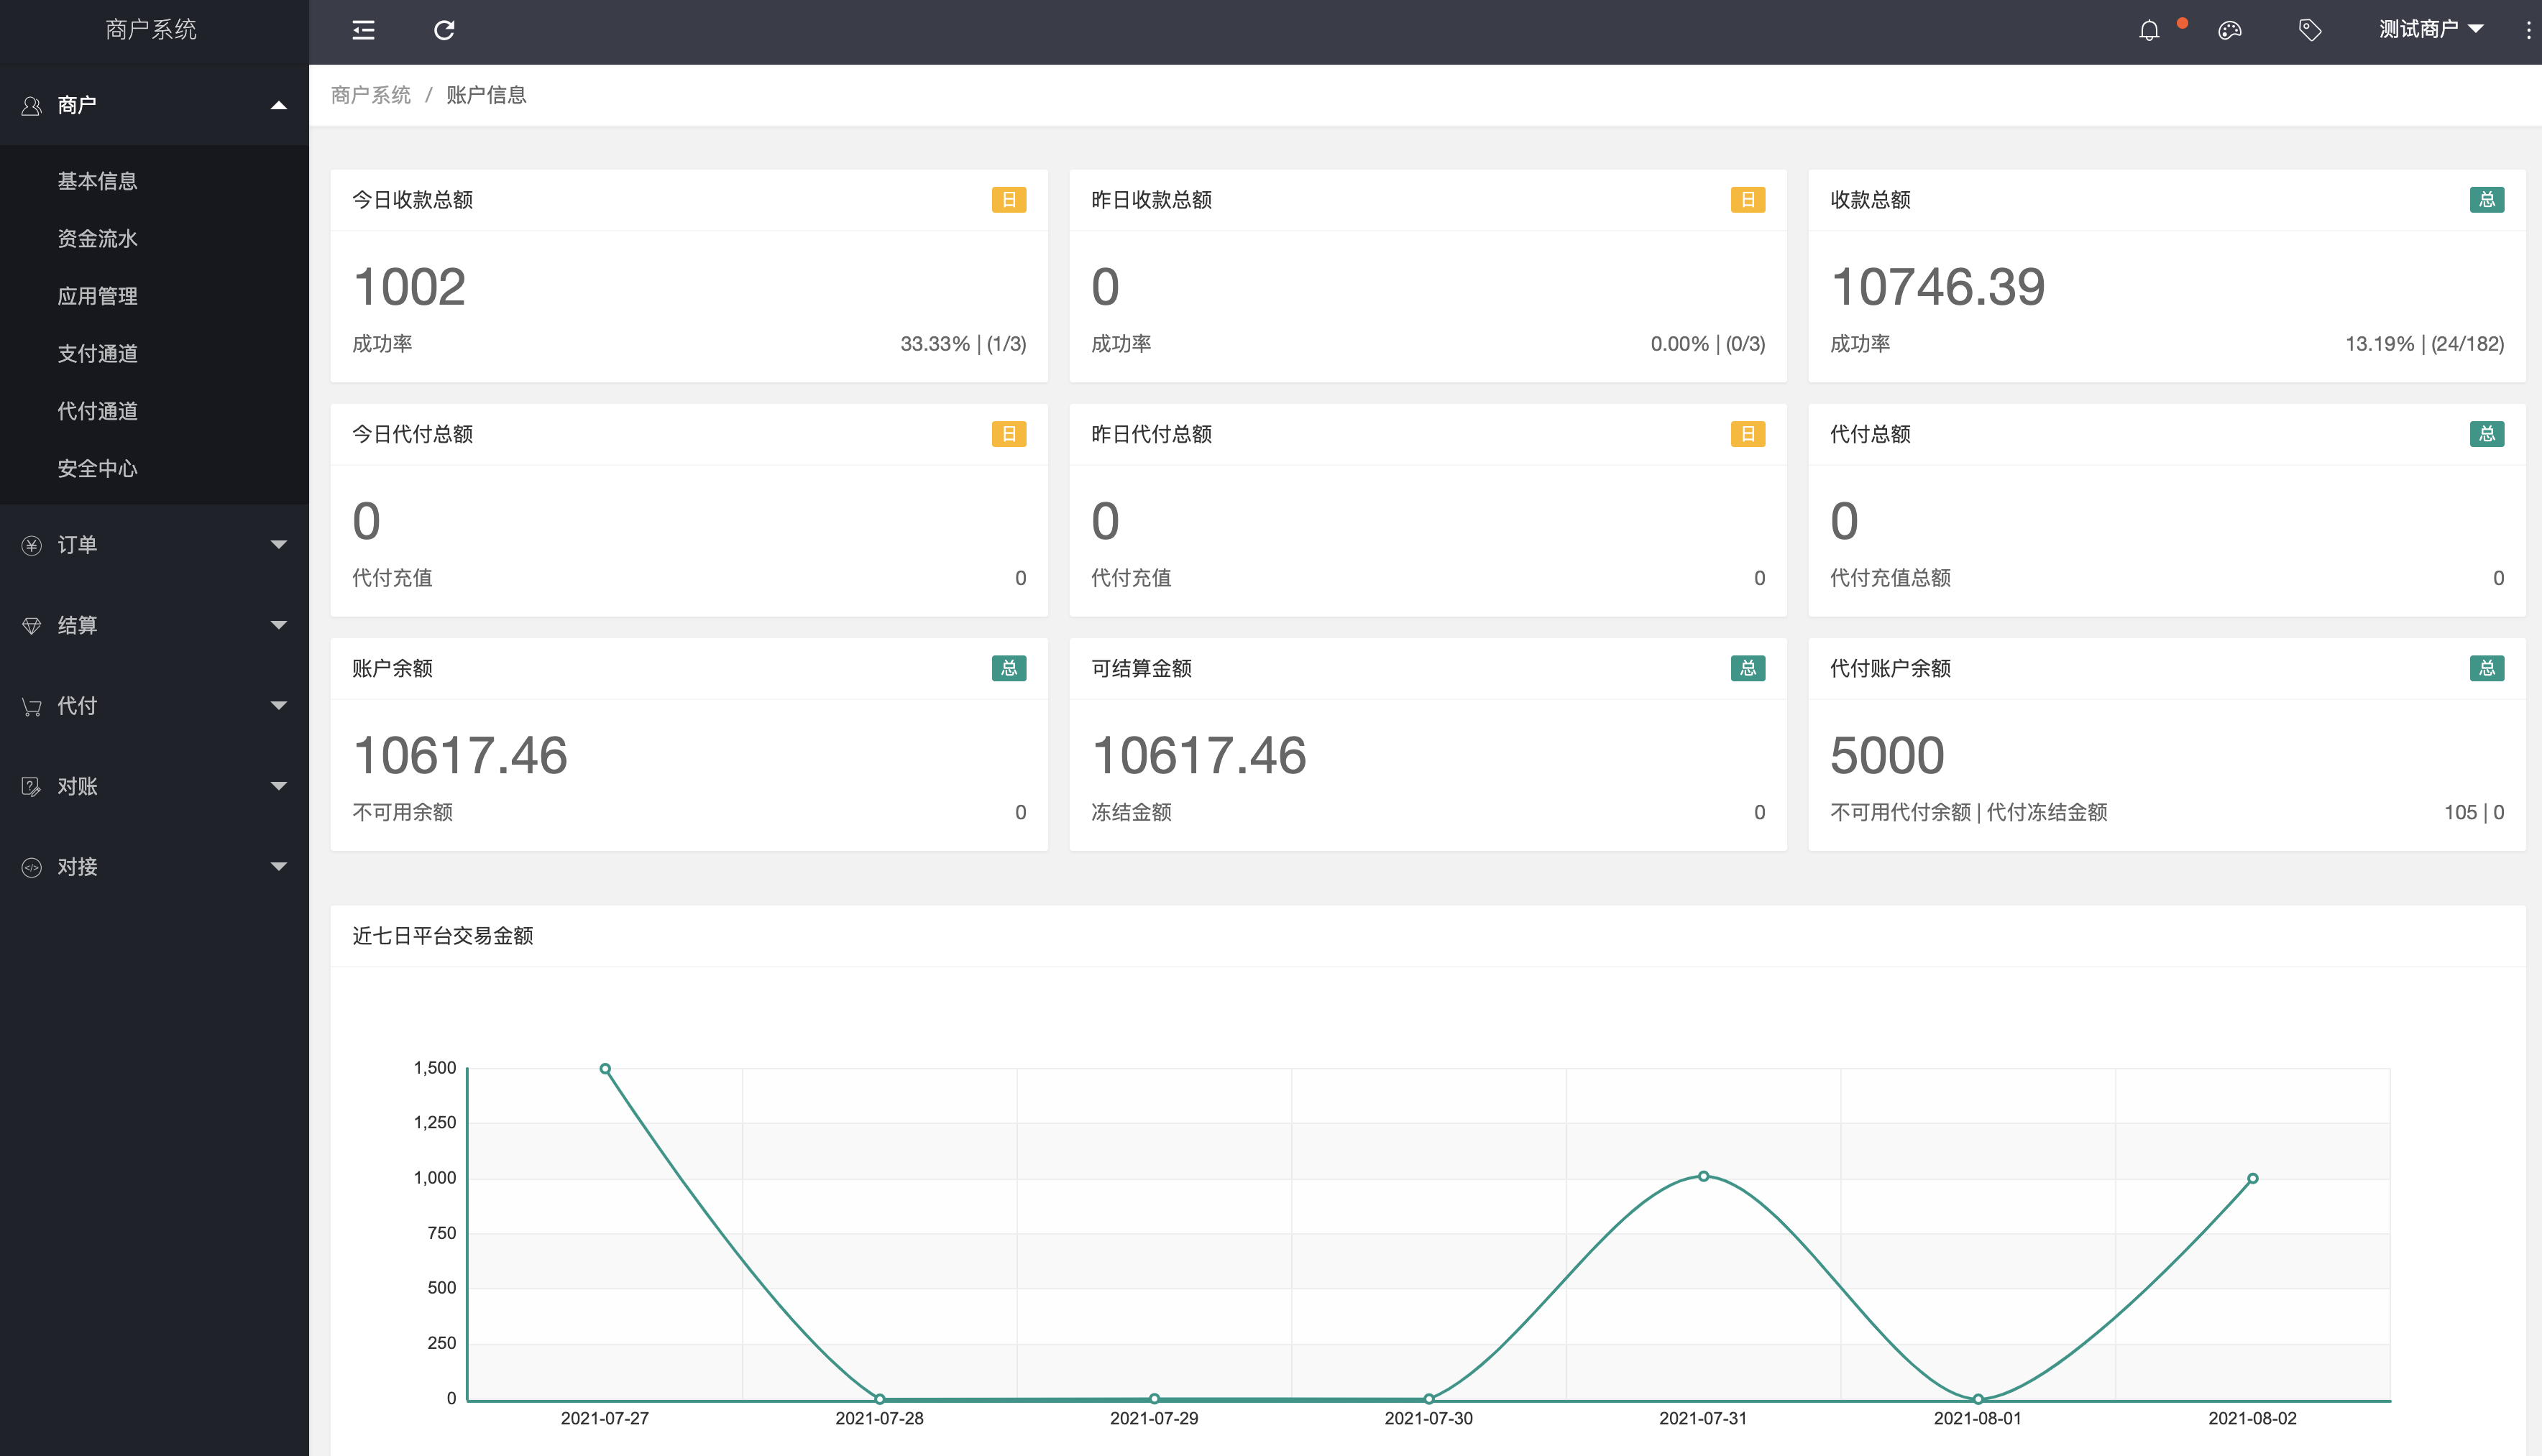 商户系统
测试商户
商户
基本信息
资金流水
应用管理
支付通道
代付通道
安全中心
订单
结算
代付
对账
对接
商户系统 / 账户信息
今日收款总额 日
1002
成功率 33.33% | (1/3)
昨日收款总额 日
0
成功率 0.00% | (0/3)
收款总额 总
10746.39
成功率 13.19% | (24/182)
今日代付总额 日
0
代付充值 0
昨日代付总额 日
0
代付充值 0
代付总额 总
0
代付充值总额 0
账户余额 总
10617.46
不可用余额 0
可结算金额 总
10617.46
冻结金额 0
代付账户余额 总
5000
不可用代付余额 | 代付冻结金额 105 | 0
近七日平台交易金额
1,500
1,250
1,000
750
500
250
0
2021-07-27 2021-07-28 2021-07-29 2021-07-30 2021-07-31 2021-08-01 2021-08-02